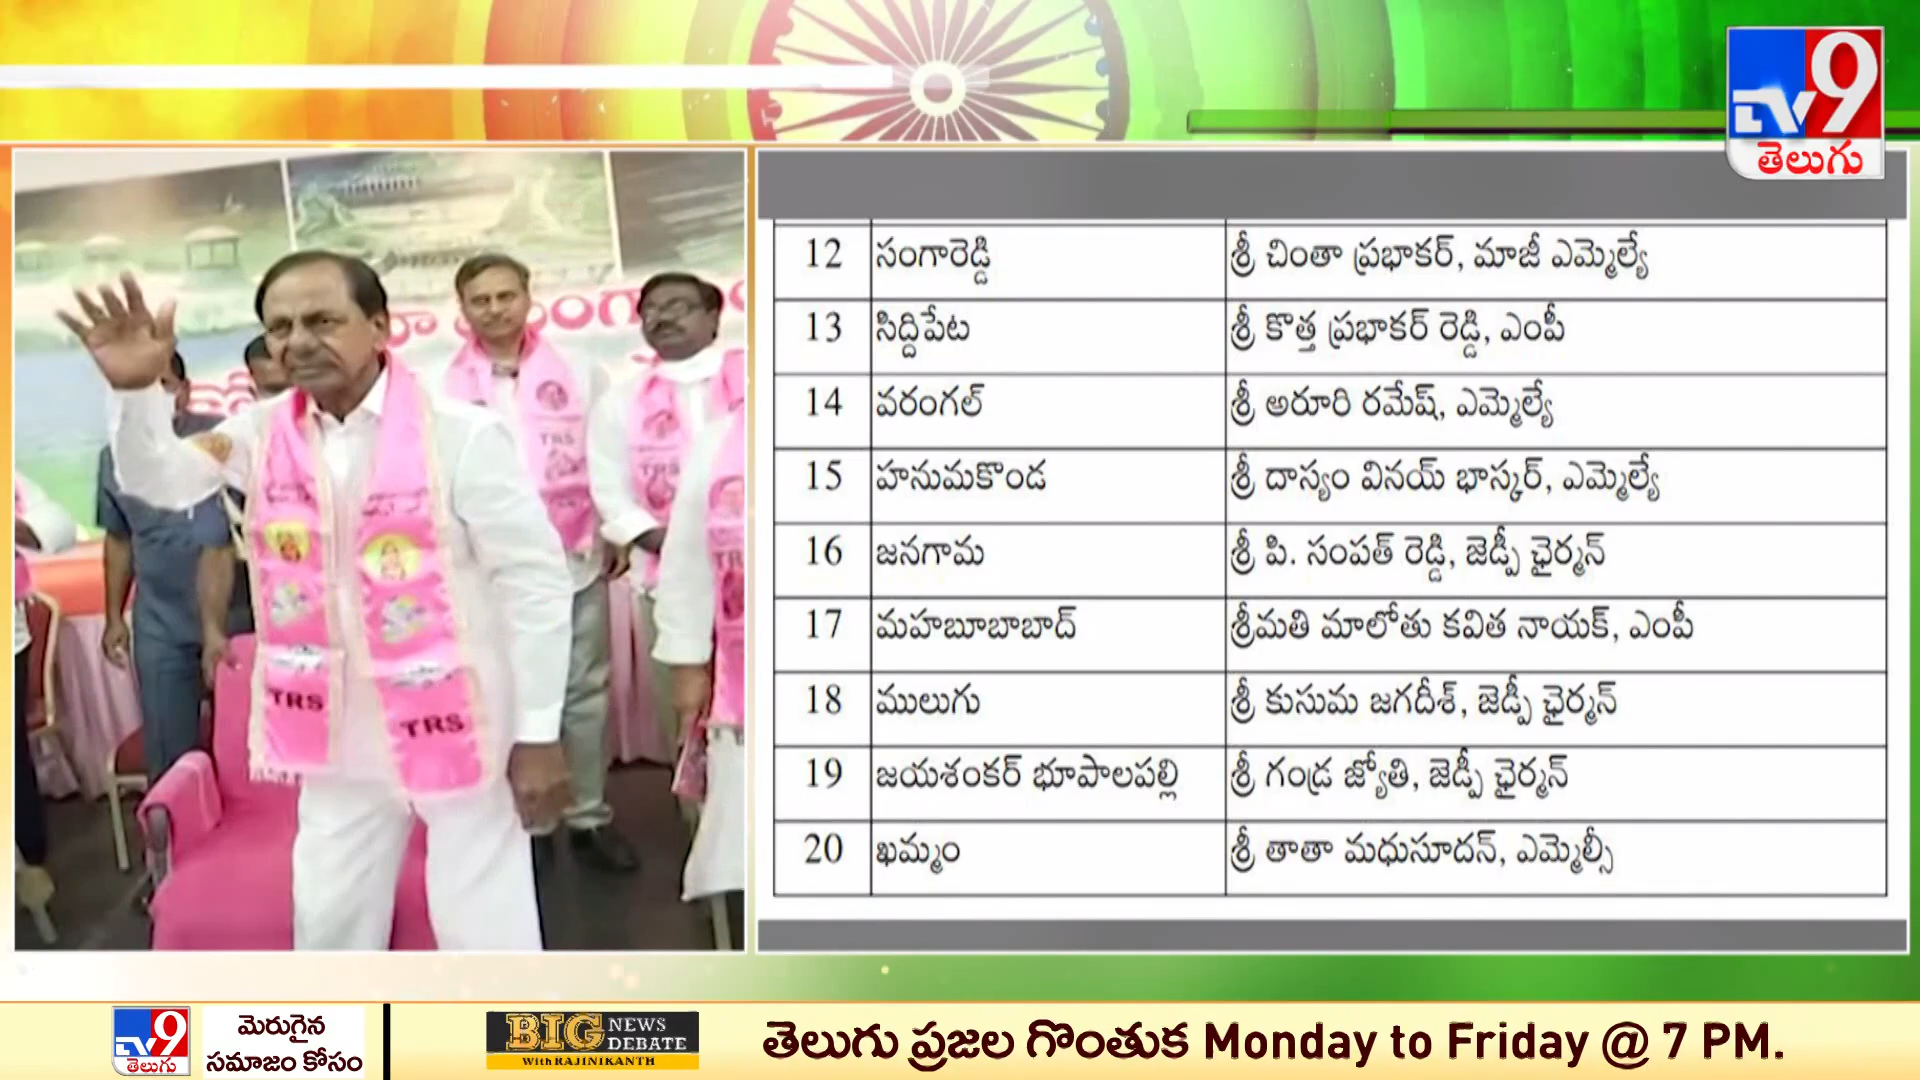 TV9
తెలుగు
12 సంగారెడ్డి శ్రీ చింతా ప్రభాకర్, మాజీ ఎమ్మెల్యే
13 సిద్దిపేట శ్రీ కొత్త ప్రభాకర్ రెడ్డి, ఎంపీ
14 వరంగల్ శ్రీ అరూరి రమేష్, ఎమ్మెల్యే
15 హనుమకొండ శ్రీ దాస్యం వినయ్ భాస్కర్, ఎమ్మెల్యే
16 జనగామ శ్రీ పి. సంపత్ రెడ్డి, జెడ్పీ ఛైర్మన్
17 మహబూబాబాద్ శ్రీమతి మాలోతు కవిత నాయక్, ఎంపీ
18 ములుగు శ్రీ కుసుమ జగదీశ్, జెడ్పీ ఛైర్మన్
19 జయశంకర్ భూపాలపల్లి శ్రీ గండ్ర జ్యోతి, జెడ్పీ ఛైర్మన్
20 ఖమ్మం శ్రీ తాతా మధుసూదన్, ఎమ్మెల్సీ
TRS
TRS
TRS
TRS
TV9
తెలుగు
మెరుగైన
సమాజం కోసం
BIG NEWS DEBATE
With RAJINIKANTH
తెలుగు ప్రజల గొంతుక Monday to Friday @ 7 PM.